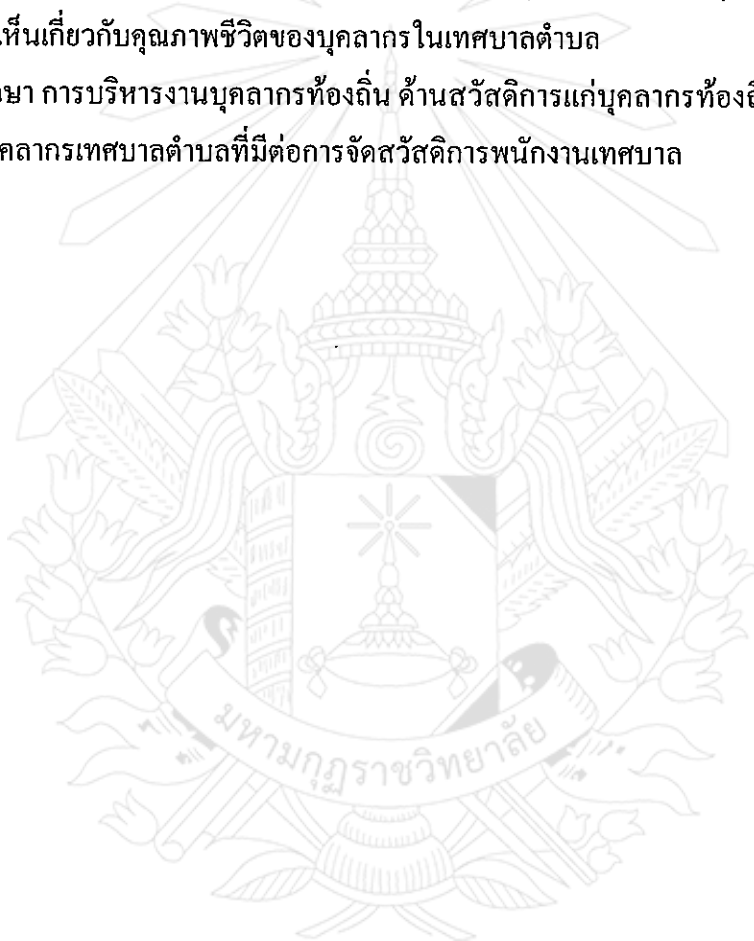 เห็นเกี่ยวกับคุณภาพชีวิตของบุคลากรในเทศบาลตำบล
ษา การบริหารงานบุคลากรท้องถิ่น ด้านสวัสดิการแก่บุคลากรท้องถิ่
คลากรเทศบาลตำบลที่มีต่อการจัดสวัสดิการพนักงานเทศบาล
มหามกุฏราชวิทยาลัย